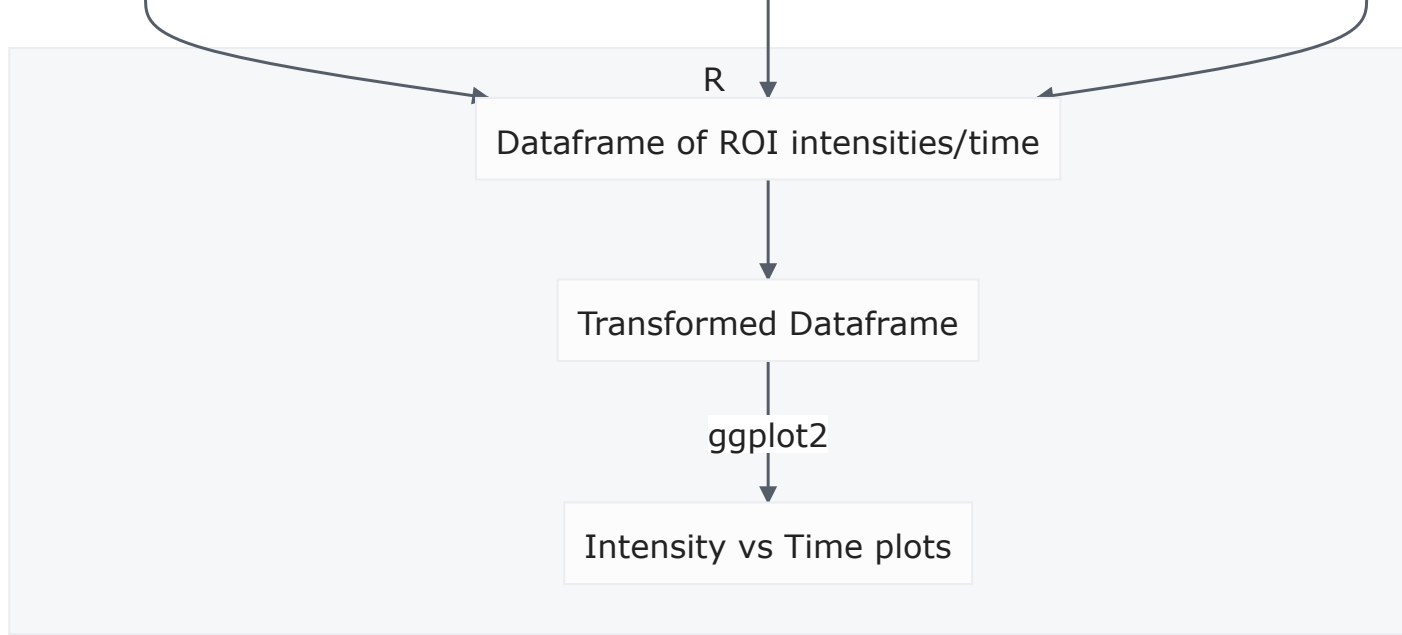 R
Dataframe of ROI intensities/time
Transformed Dataframe
ggplot2
Intensity vs Time plots